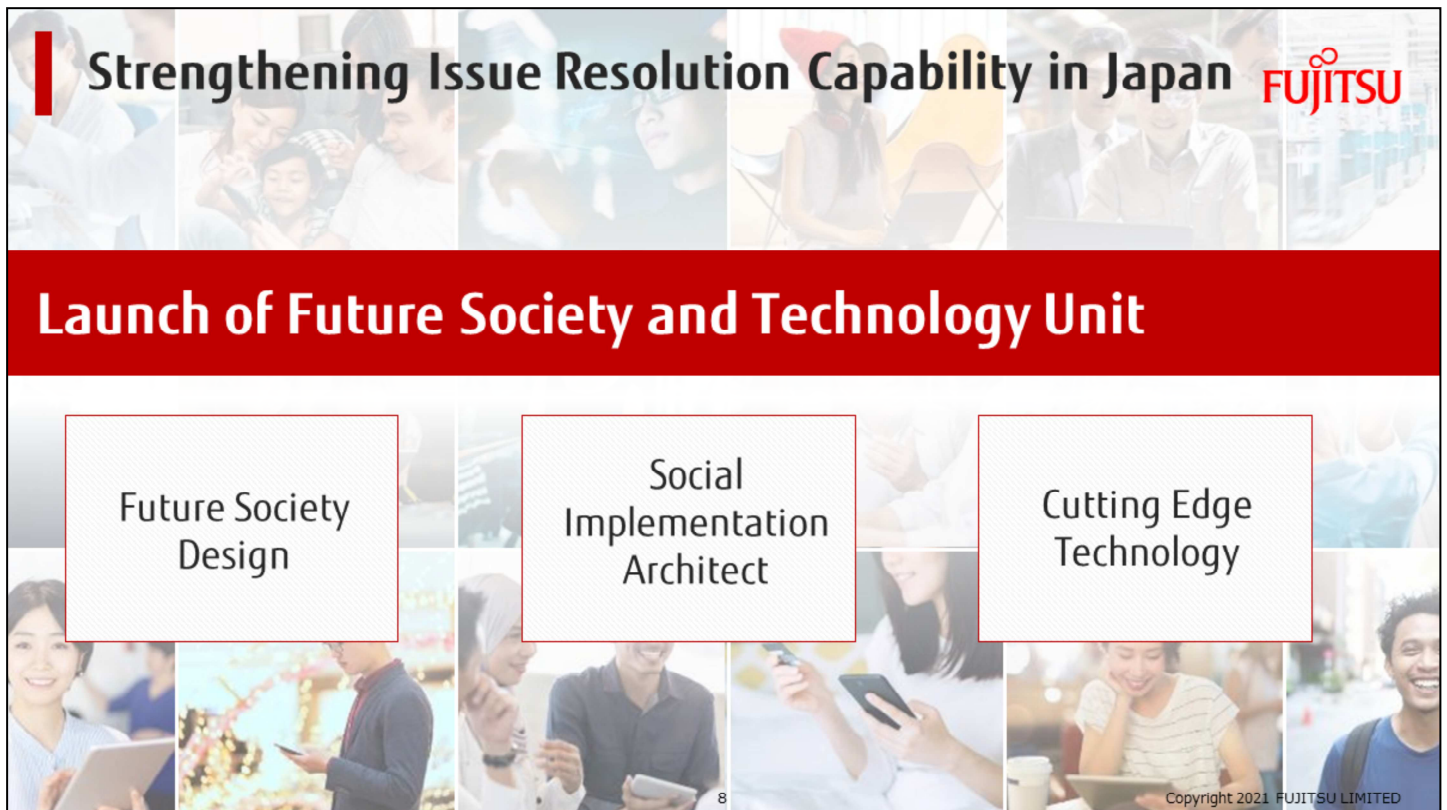 Strengthening Issue Resolution Capability in Japan
FUJITSU
Launch of Future Society and Technology Unit
Future Society
Design
Social
Implementation
Architect
Cutting Edge
Technology
8
Copyright 2021 FUJITSU LIMITED